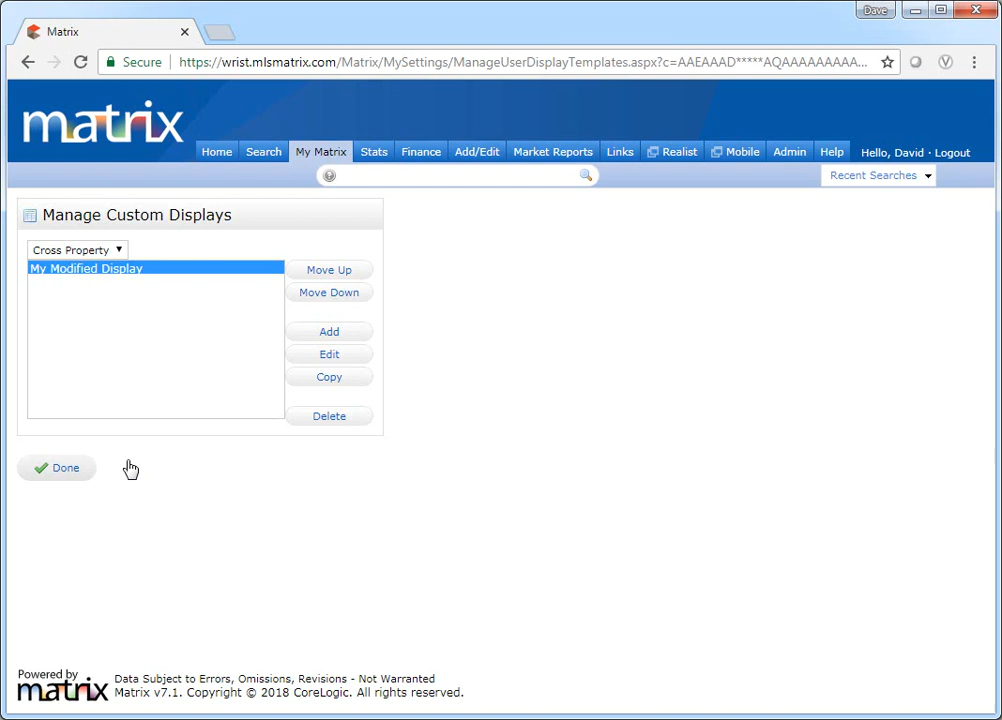 Dave
Matrix
Secure
https://wrist.mlsmatrix.com/Matrix/MySettings/ManageUserDisplayTemplates.aspx?c=AAEAAAD*****AQAAAAAAAAA...
V
matrix
Home
Search
My Matrix
Stats
Finance
Add/Edit
Market Reports
Links
Realist
Mobile
Admin
Help
Hello, David · Logout
Recent Searches
Manage Custom Displays
Cross Property
My Modified Display
Move Up
Move Down
Add
Edit
Copy
Delete
Done
Powered by
matrix
Data Subject to Errors, Omissions, Revisions - Not Warranted
Matrix v7.1. Copyright © 2018 CoreLogic. All rights reserved.